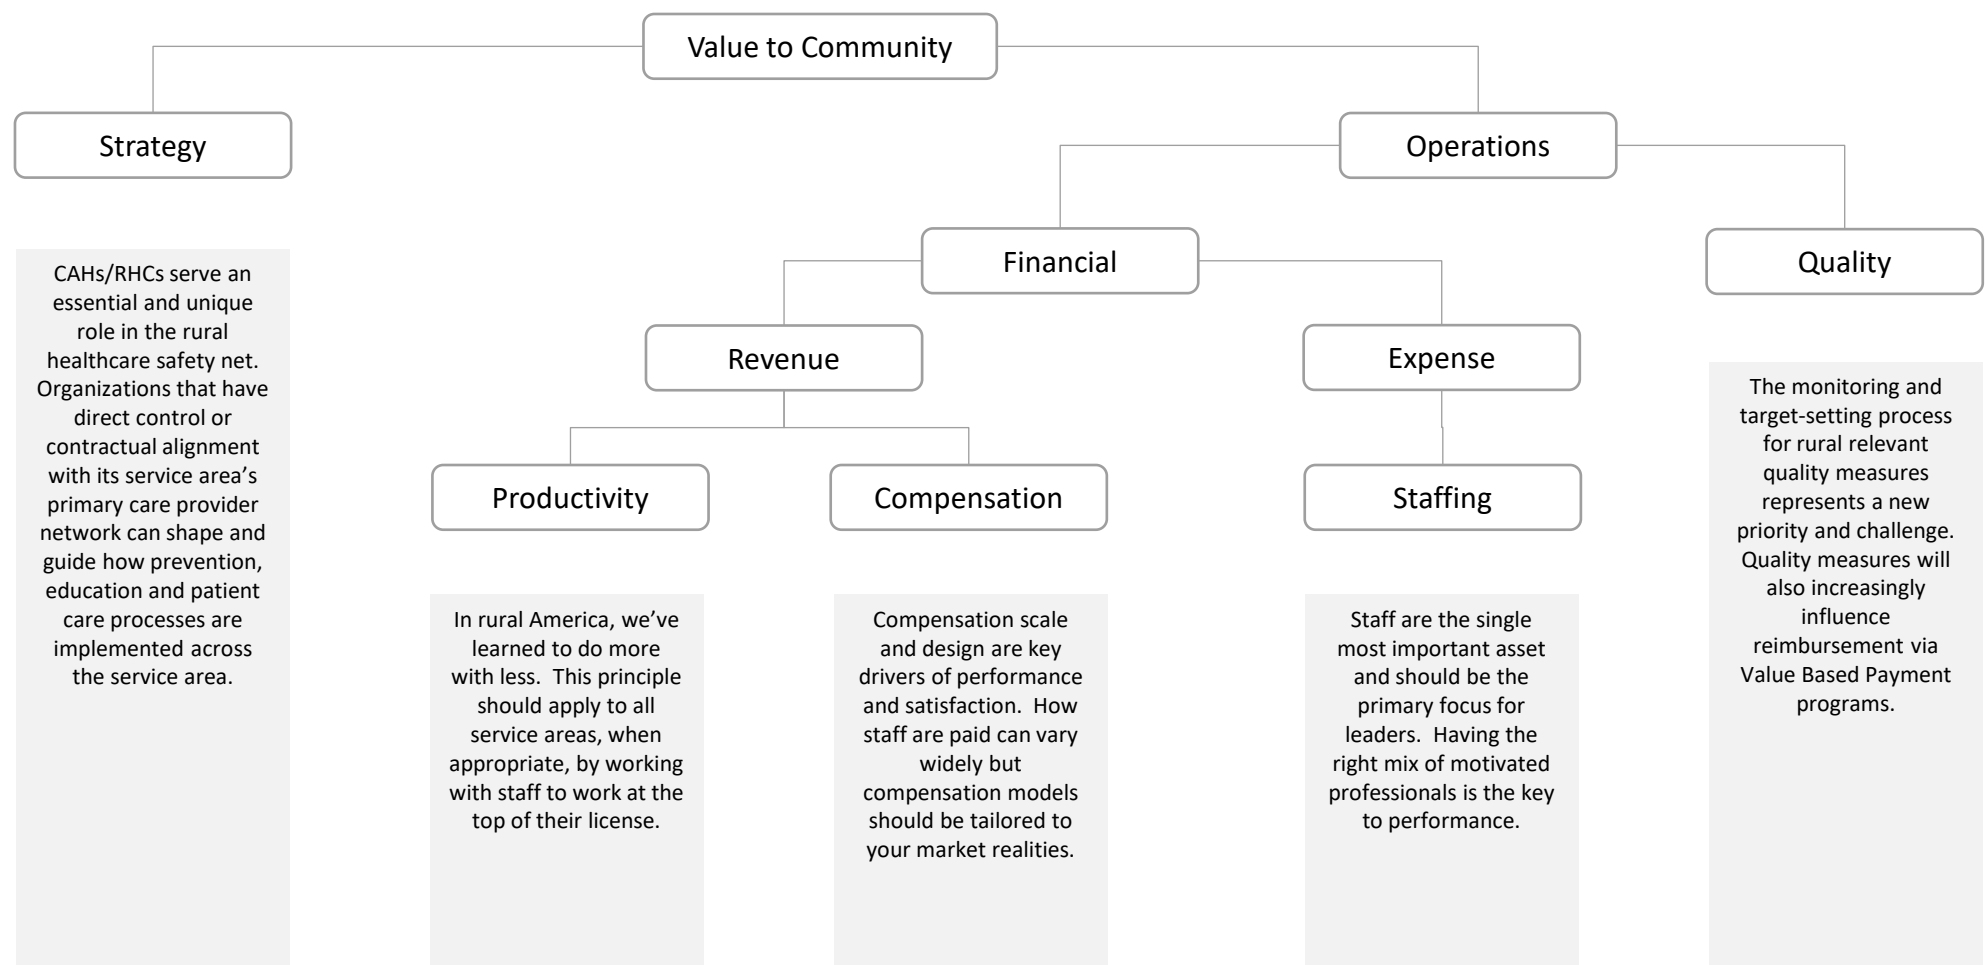 Value to Community
Strategy
Operations
Financial
Quality
Revenue
Expense
Productivity
Compensation
Staffing
CAHs/RHCs serve an
essential and unique
role in the rural
healthcare safety net.
Organizations that have
direct control or
contractual alignment
with its service area’s
primary care provider
network can shape and
guide how prevention,
education and patient
care processes are
implemented across
the service area.
In rural America, we’ve
learned to do more
with less.  This principle
should apply to all
service areas, when
appropriate, by working
with staff to work at the
top of their license.
Compensation scale
and design are key
drivers of performance
and satisfaction.  How
staff are paid can vary
widely but
compensation models
should be tailored to
your market realities.
Staff are the single
most important asset
and should be the
primary focus for
leaders.  Having the
right mix of motivated
professionals is the key
to performance.
The monitoring and
target-setting process
for rural relevant
quality measures
represents a new
priority and challenge.
Quality measures will
also increasingly
influence
reimbursement via
Value Based Payment
programs.